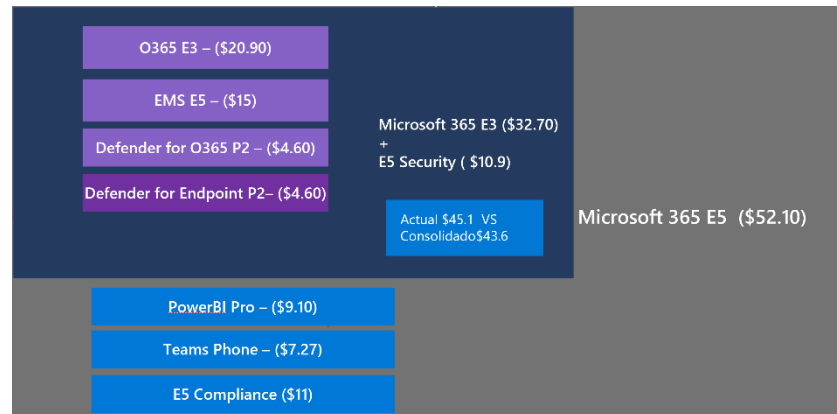 O365 E3 – ($20.90)
EMS E5 – ($15)
Defender for O365 P2 – ($4.60)
Defender for Endpoint P2– ($4.60)
Microsoft 365 E3 ($32.70)
+
E5 Security ( $10.9)
Actual $45.1 VS
Consolidado$43.6
Microsoft 365 E5 ($52.10)
PowerBI Pro – ($9.10)
Teams Phone – ($7.27)
E5 Compliance ($11)